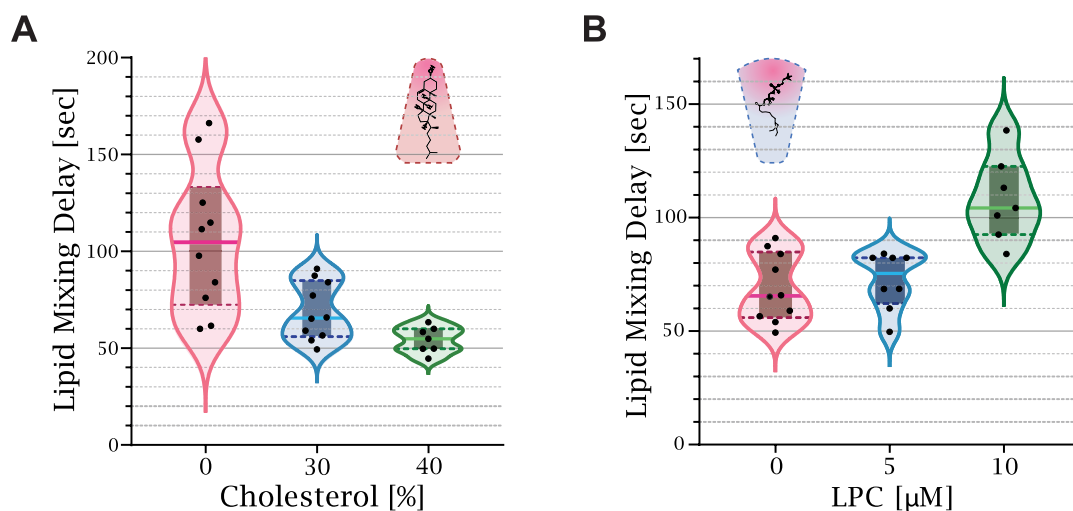 A
Lipid Mixing Delay [sec]
200
150
100
50
0
0 30 40
Cholesterol [%]
B
Lipid Mixing Delay [sec]
150
100
50
0
0 5 10
LPC [μM]